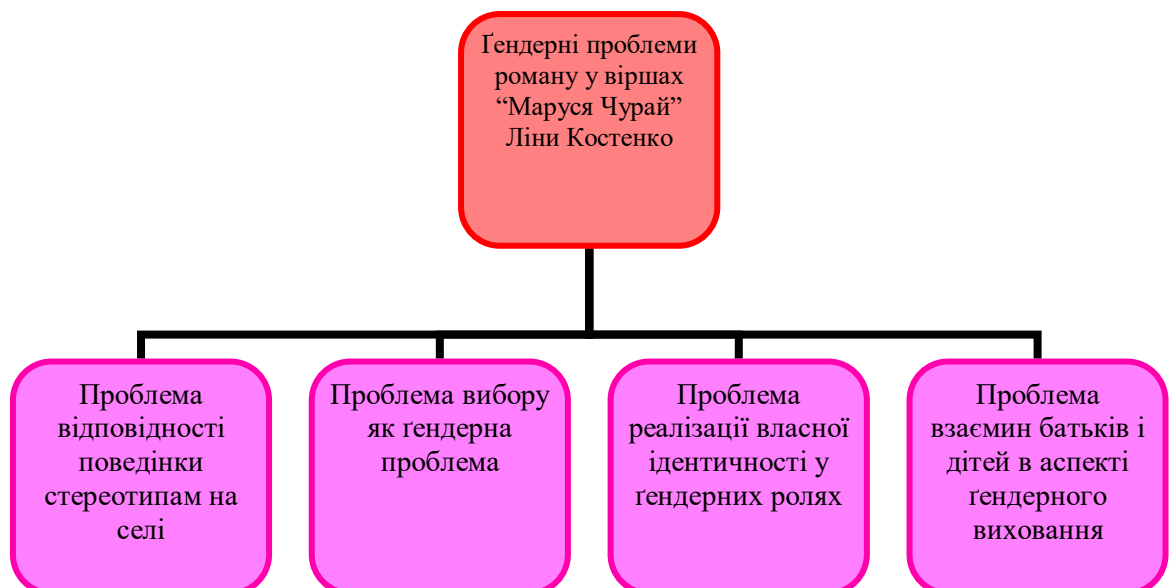 Ґендерні проблеми
роману у віршах
“Маруся Чурай”
Ліни Костенко
Проблема
відповідності
поведінки
стереотипам на
селі
Проблема вибору
як ґендерна
проблема
Проблема
реалізації власної
ідентичності у
ґендерних ролях
Проблема
взаємин батьків і
дітей в аспекті
ґендерного
виховання